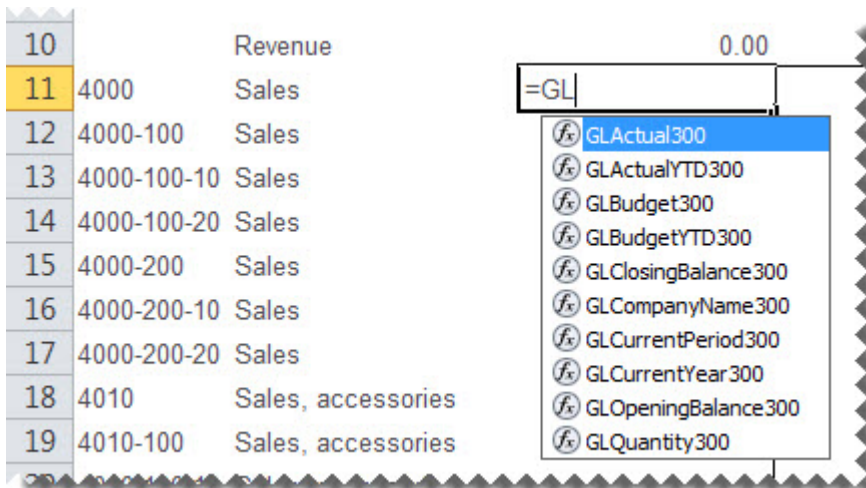 10 Revenue 0.00
11 4000 Sales =GL
12 4000-100 Sales GLActual300
GLActualYTD300
13 4000-100-10 Sales GLBudget300
14 4000-100-20 Sales GLBudgetYTD300
15 4000-200 Sales GLClosingBalance300
16 4000-200-10 Sales GLCompanyName300
17 4000-200-20 Sales GLCurrentPeriod300
GLCurrentYear300
18 4010 Sales, accessories GLOpeningBalance300
19 4010-100 Sales, accessories GLQuantity300